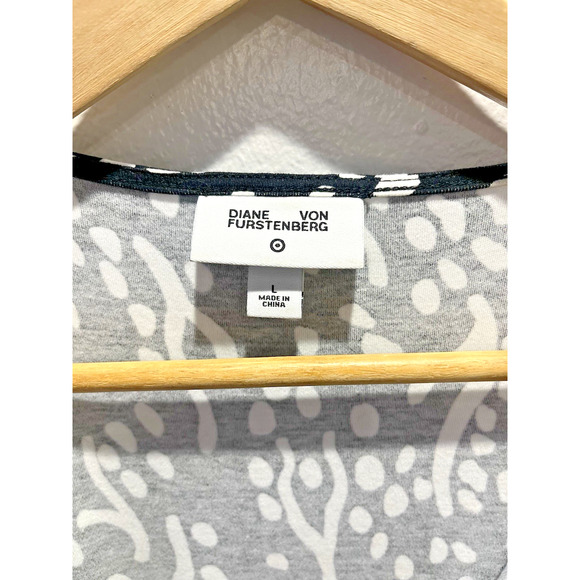 DIANE VON
FURSTENBERG
L
MADE IN
CHINA